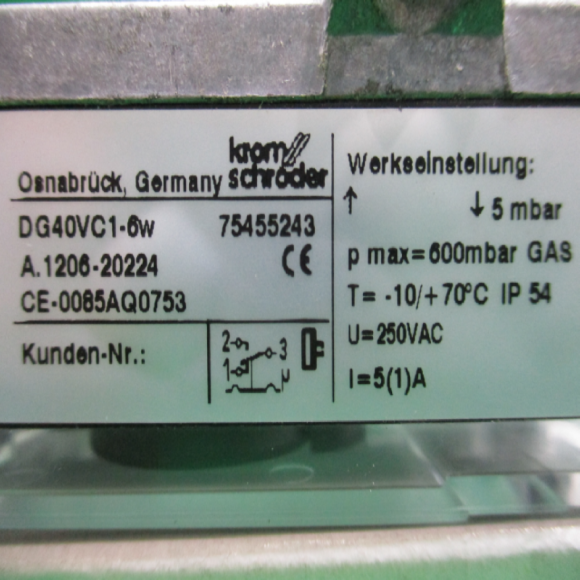 krom
schröder
Osnabrück, Germany
DG40VC1-6w 75455243
A.1206-20224 CE
CE-0085AQ0753
Kunden-Nr.:
2
1
3
μ
Werkseinstellung:
↑ ↓ 5 mbar
p max=600mbar GAS
T= -10/+70°C IP 54
U=250VAC
I=5(1)A